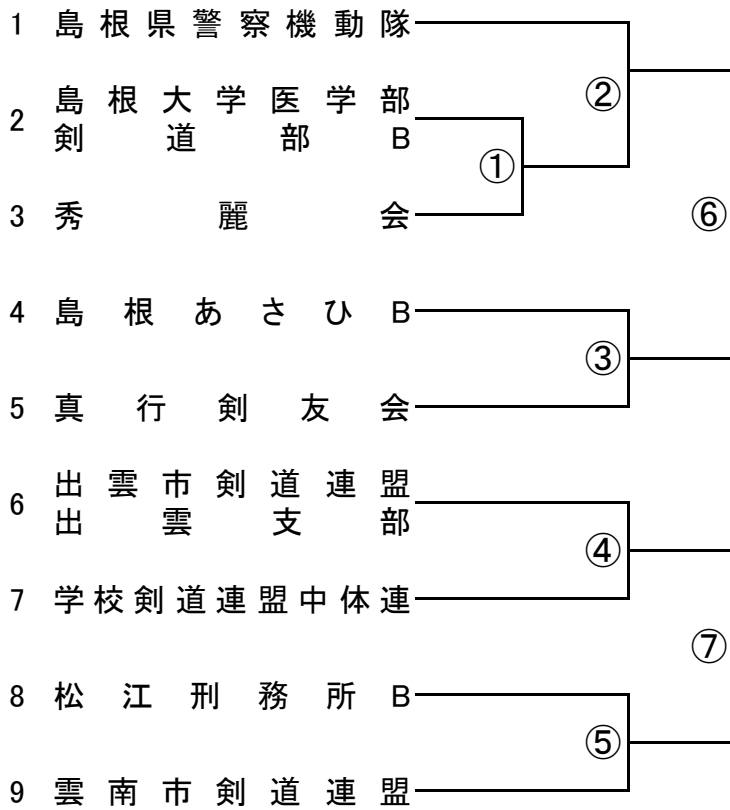 1 島根県警察機動隊
②
2 島根大学医学部
剣道部B
①
3 秀麗会
⑥
4 島根あさひB
③
5 真行剣友会
6 出雲市剣道連盟
出雲支部
④
7 学校剣道連盟中体連
⑦
8 松江刑務所B
⑤
9 雲南市剣道連盟